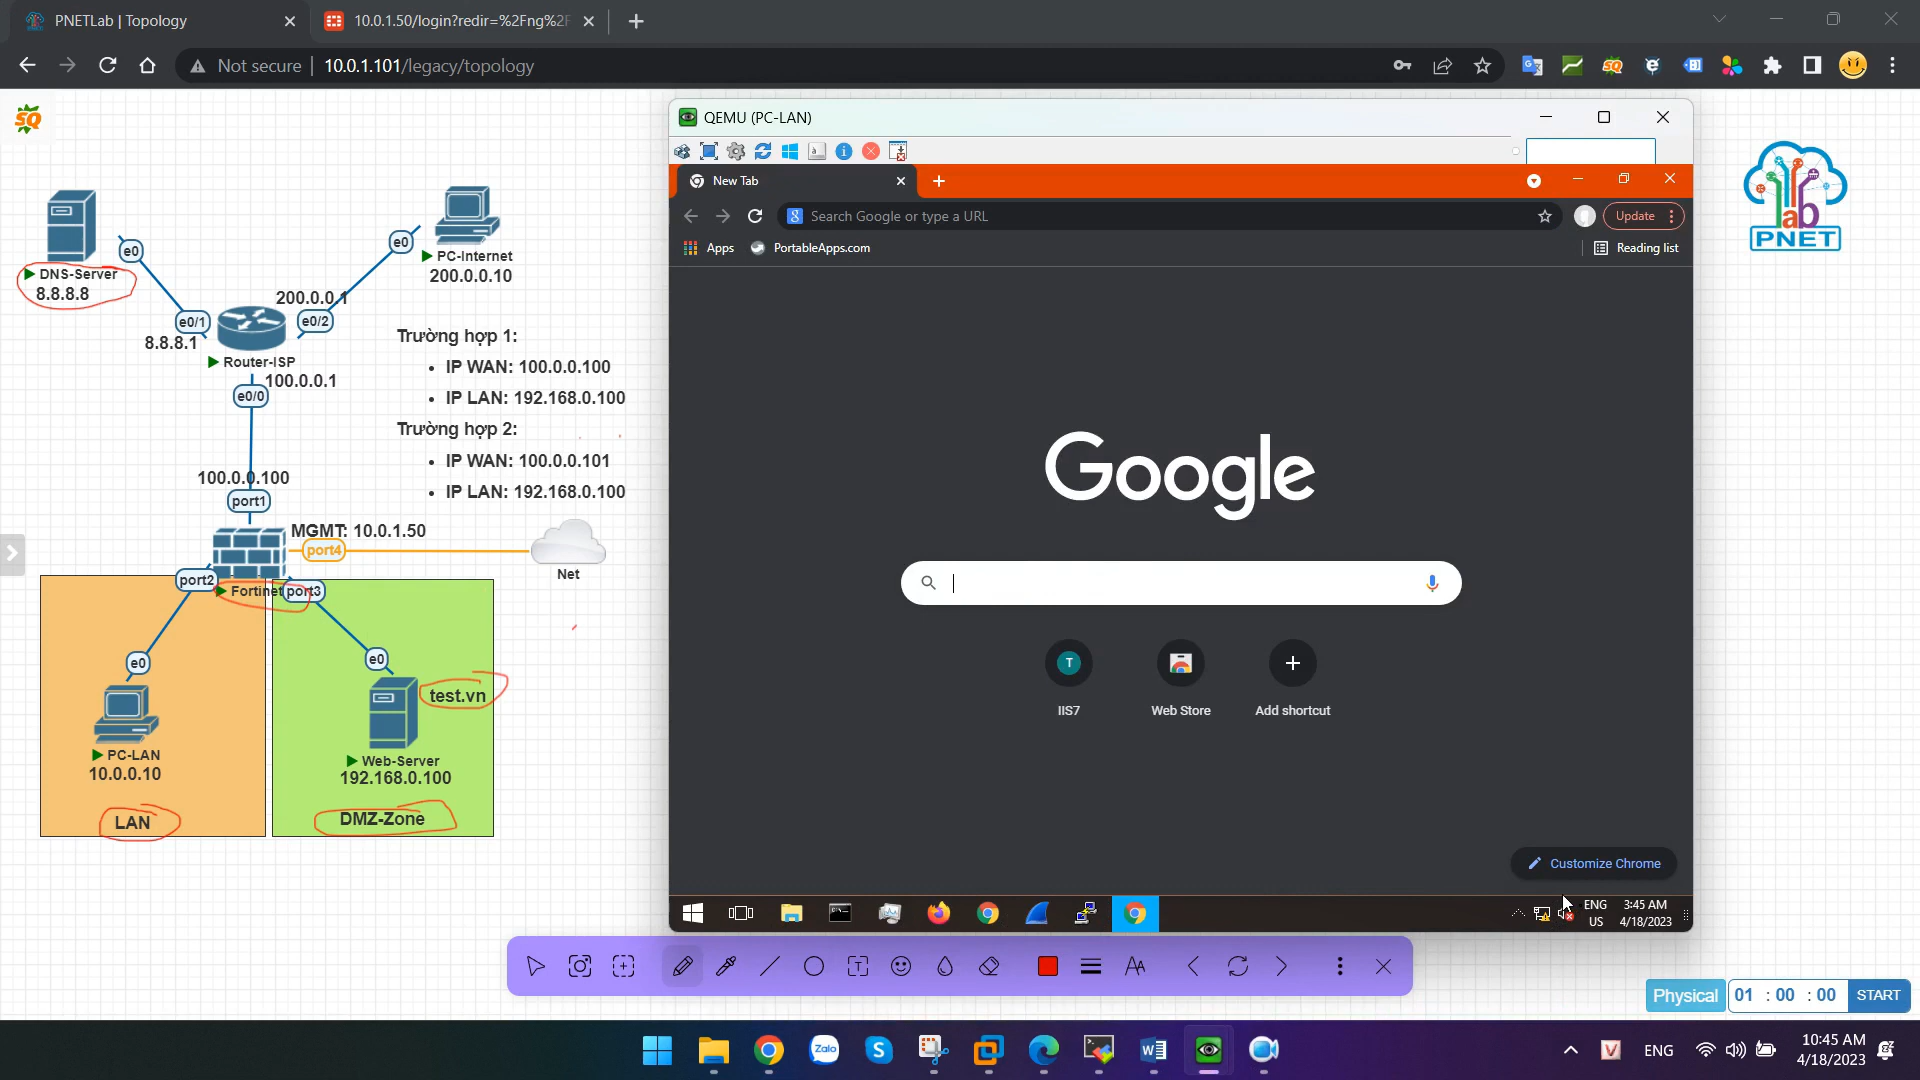 PNETLab | Topology
10.0.1.50/login?redir=%2Fng%2F
Not secure
10.0.1.101/legacy/topology
SQ
QEMU (PC-LAN)
New Tab
Search Google or type a URL
Update
Apps
PortableApps.com
Reading list
Google
T
IIS7
Web Store
Add shortcut
Customize Chrome
ENG
US
3:45 AM
4/18/2023
lab
PNET
e0
DNS-Server
8.8.8.8
e0
PC-Internet
200.0.0.10
200.0.0.1
e0/1
e0/2
8.8.8.1
Router-ISP
100.0.0.1
e0/0
Trường hợp 1:
• IP WAN: 100.0.0.100
• IP LAN: 192.168.0.100
Trường hợp 2:
• IP WAN: 100.0.0.101
• IP LAN: 192.168.0.100
100.0.0.100
port1
MGMT: 10.0.1.50
port4
Net
port2
Fortinet
port3
e0
e0
test.vn
PC-LAN
10.0.0.10
Web-Server
192.168.0.100
LAN
DMZ-Zone
Physical
01 : 00 : 00
START
Zalo
ENG
10:45 AM
4/18/2023